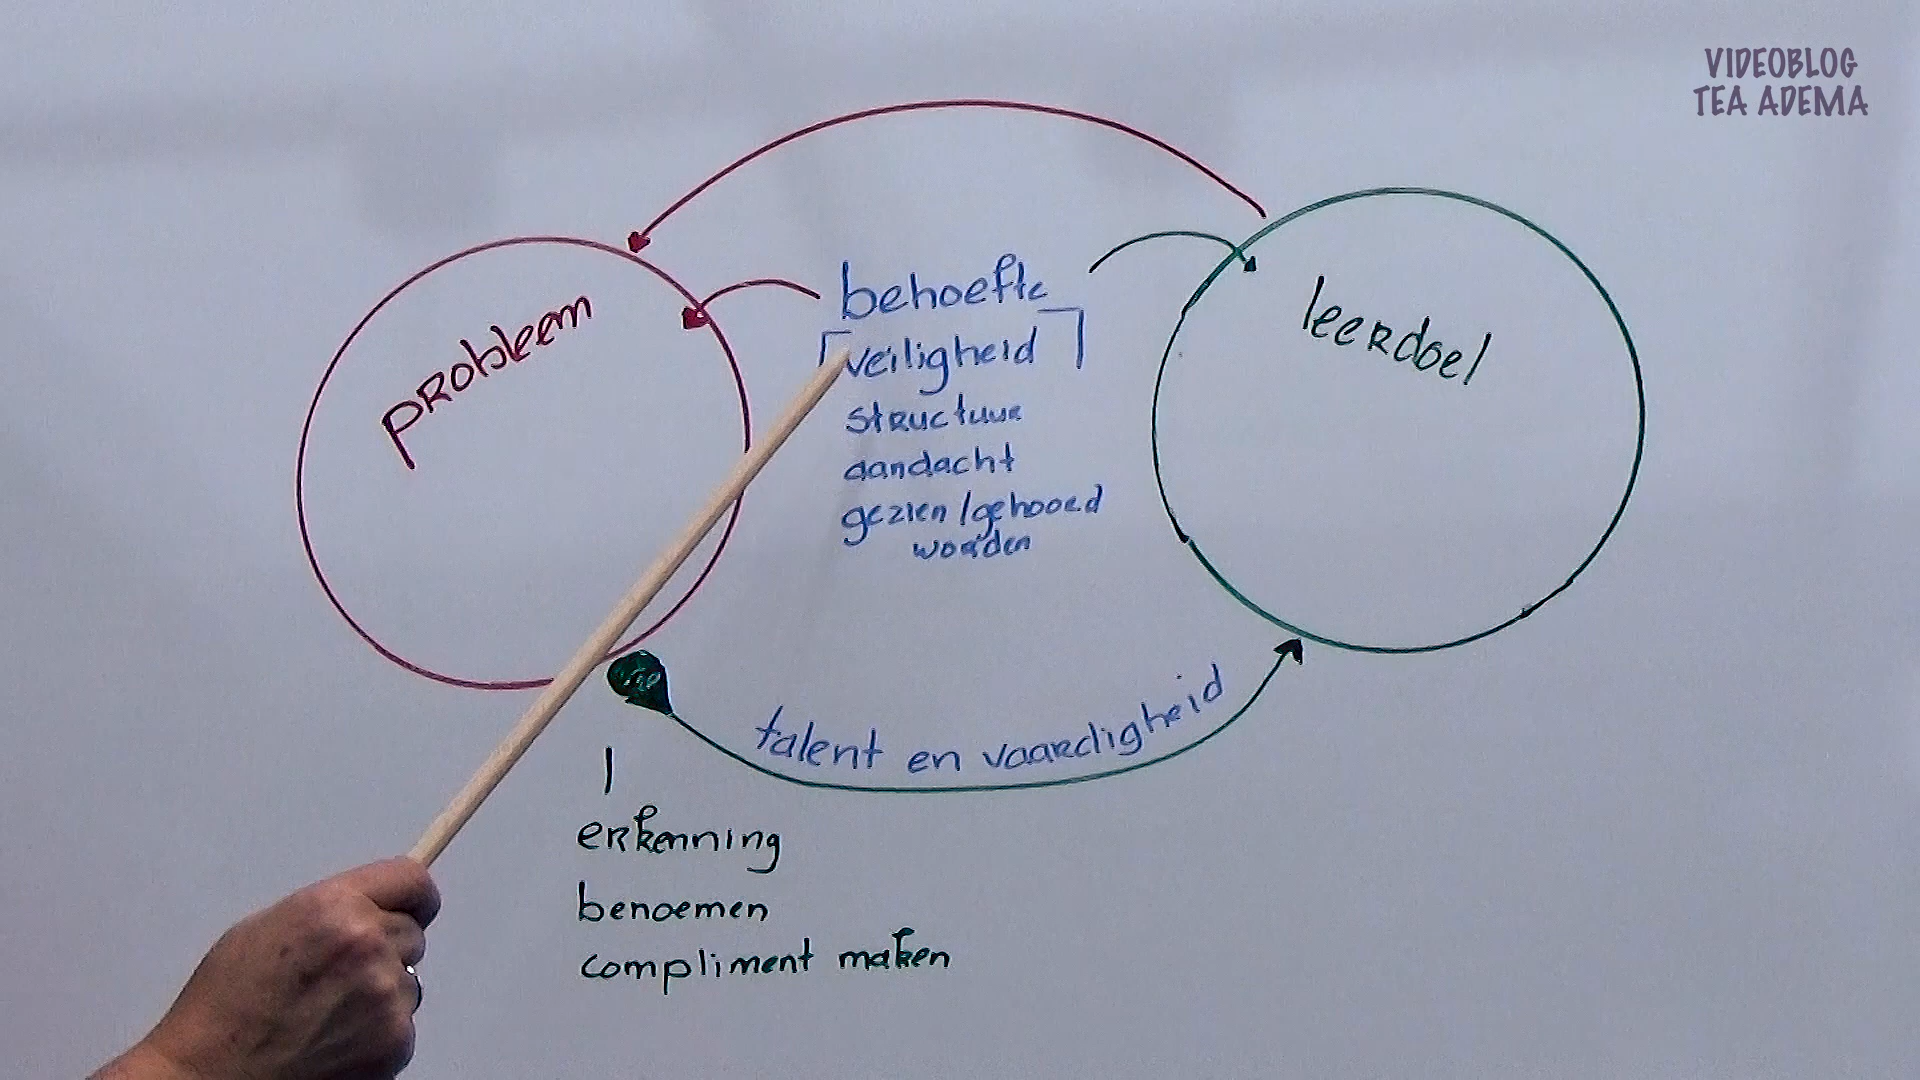 VIDEOBLOG
TEA ADEMA
probleem
behoefte
veiligheid
structuur
aandacht
gezien/gehoord
worden
leerdoel
talent en vaardigheid
erkenning
benoemen
compliment maken